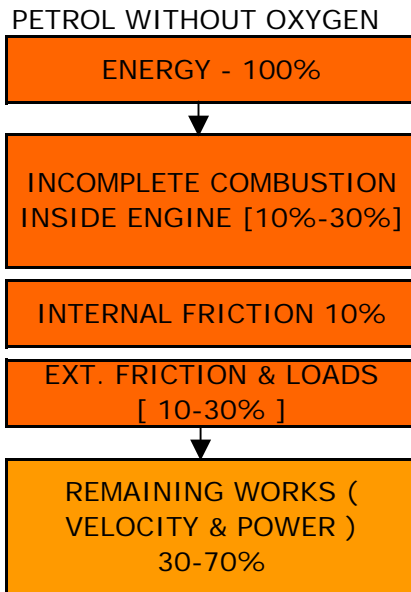 PETROL WITHOUT OXYGEN
ENERGY - 100%
INCOMPLETE COMBUSTION
INSIDE ENGINE [10%-30%]
INTERNAL FRICTION 10%
EXT. FRICTION & LOADS
[ 10-30% ]
REMAINING WORKS (
VELOCITY & POWER )
30-70%